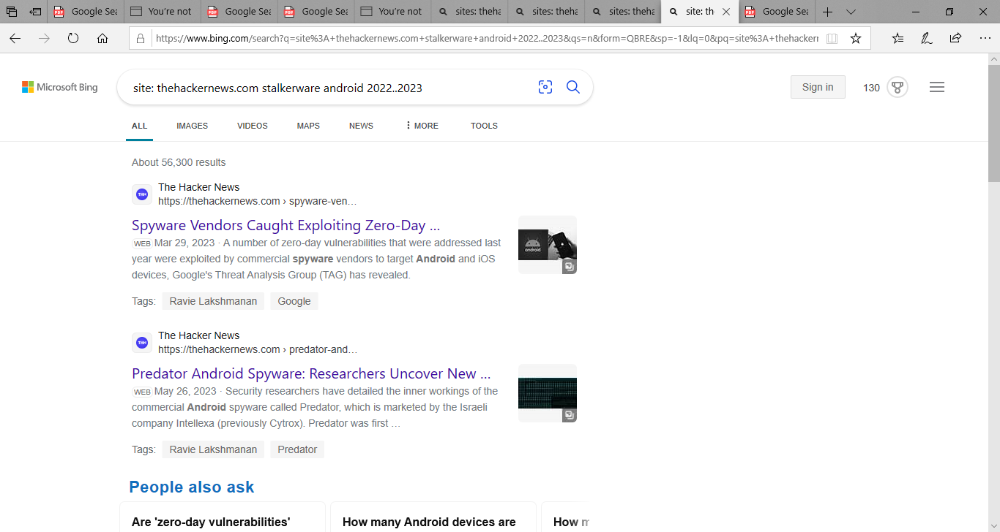 Google Sea
You're not
Google Sea
Google Sea
You're not
sites: theha
sites: theha
sites: theha
site: th
Google Sea
https://www.bing.com/search?q=site%3A+thehackernews.com+stalkerware+android+2022..2023&qs=n&form=QBRE&sp=-1&lq=0&pq=site%3A+thehackerr
Microsoft Bing
site: thehackernews.com stalkerware android 2022..2023
Sign in
130
ALL
IMAGES
VIDEOS
MAPS
NEWS
MORE
TOOLS
About 56,300 results
The Hacker News
https://thehackernews.com › spyware-ven…
Spyware Vendors Caught Exploiting Zero-Day ...
WEB Mar 29, 2023 · A number of zero-day vulnerabilities that were addressed last
year were exploited by commercial spyware vendors to target Android and iOS
devices, Google's Threat Analysis Group (TAG) has revealed.
android
Tags: Ravie Lakshmanan Google
The Hacker News
https://thehackernews.com › predator-and…
Predator Android Spyware: Researchers Uncover New ...
WEB May 26, 2023 · Security researchers have detailed the inner workings of the
commercial Android spyware called Predator, which is marketed by the Israeli
company Intellexa (previously Cytrox). Predator was first …
Tags: Ravie Lakshmanan Predator
People also ask
Are 'zero-day vulnerabilities'
How many Android devices are
How m